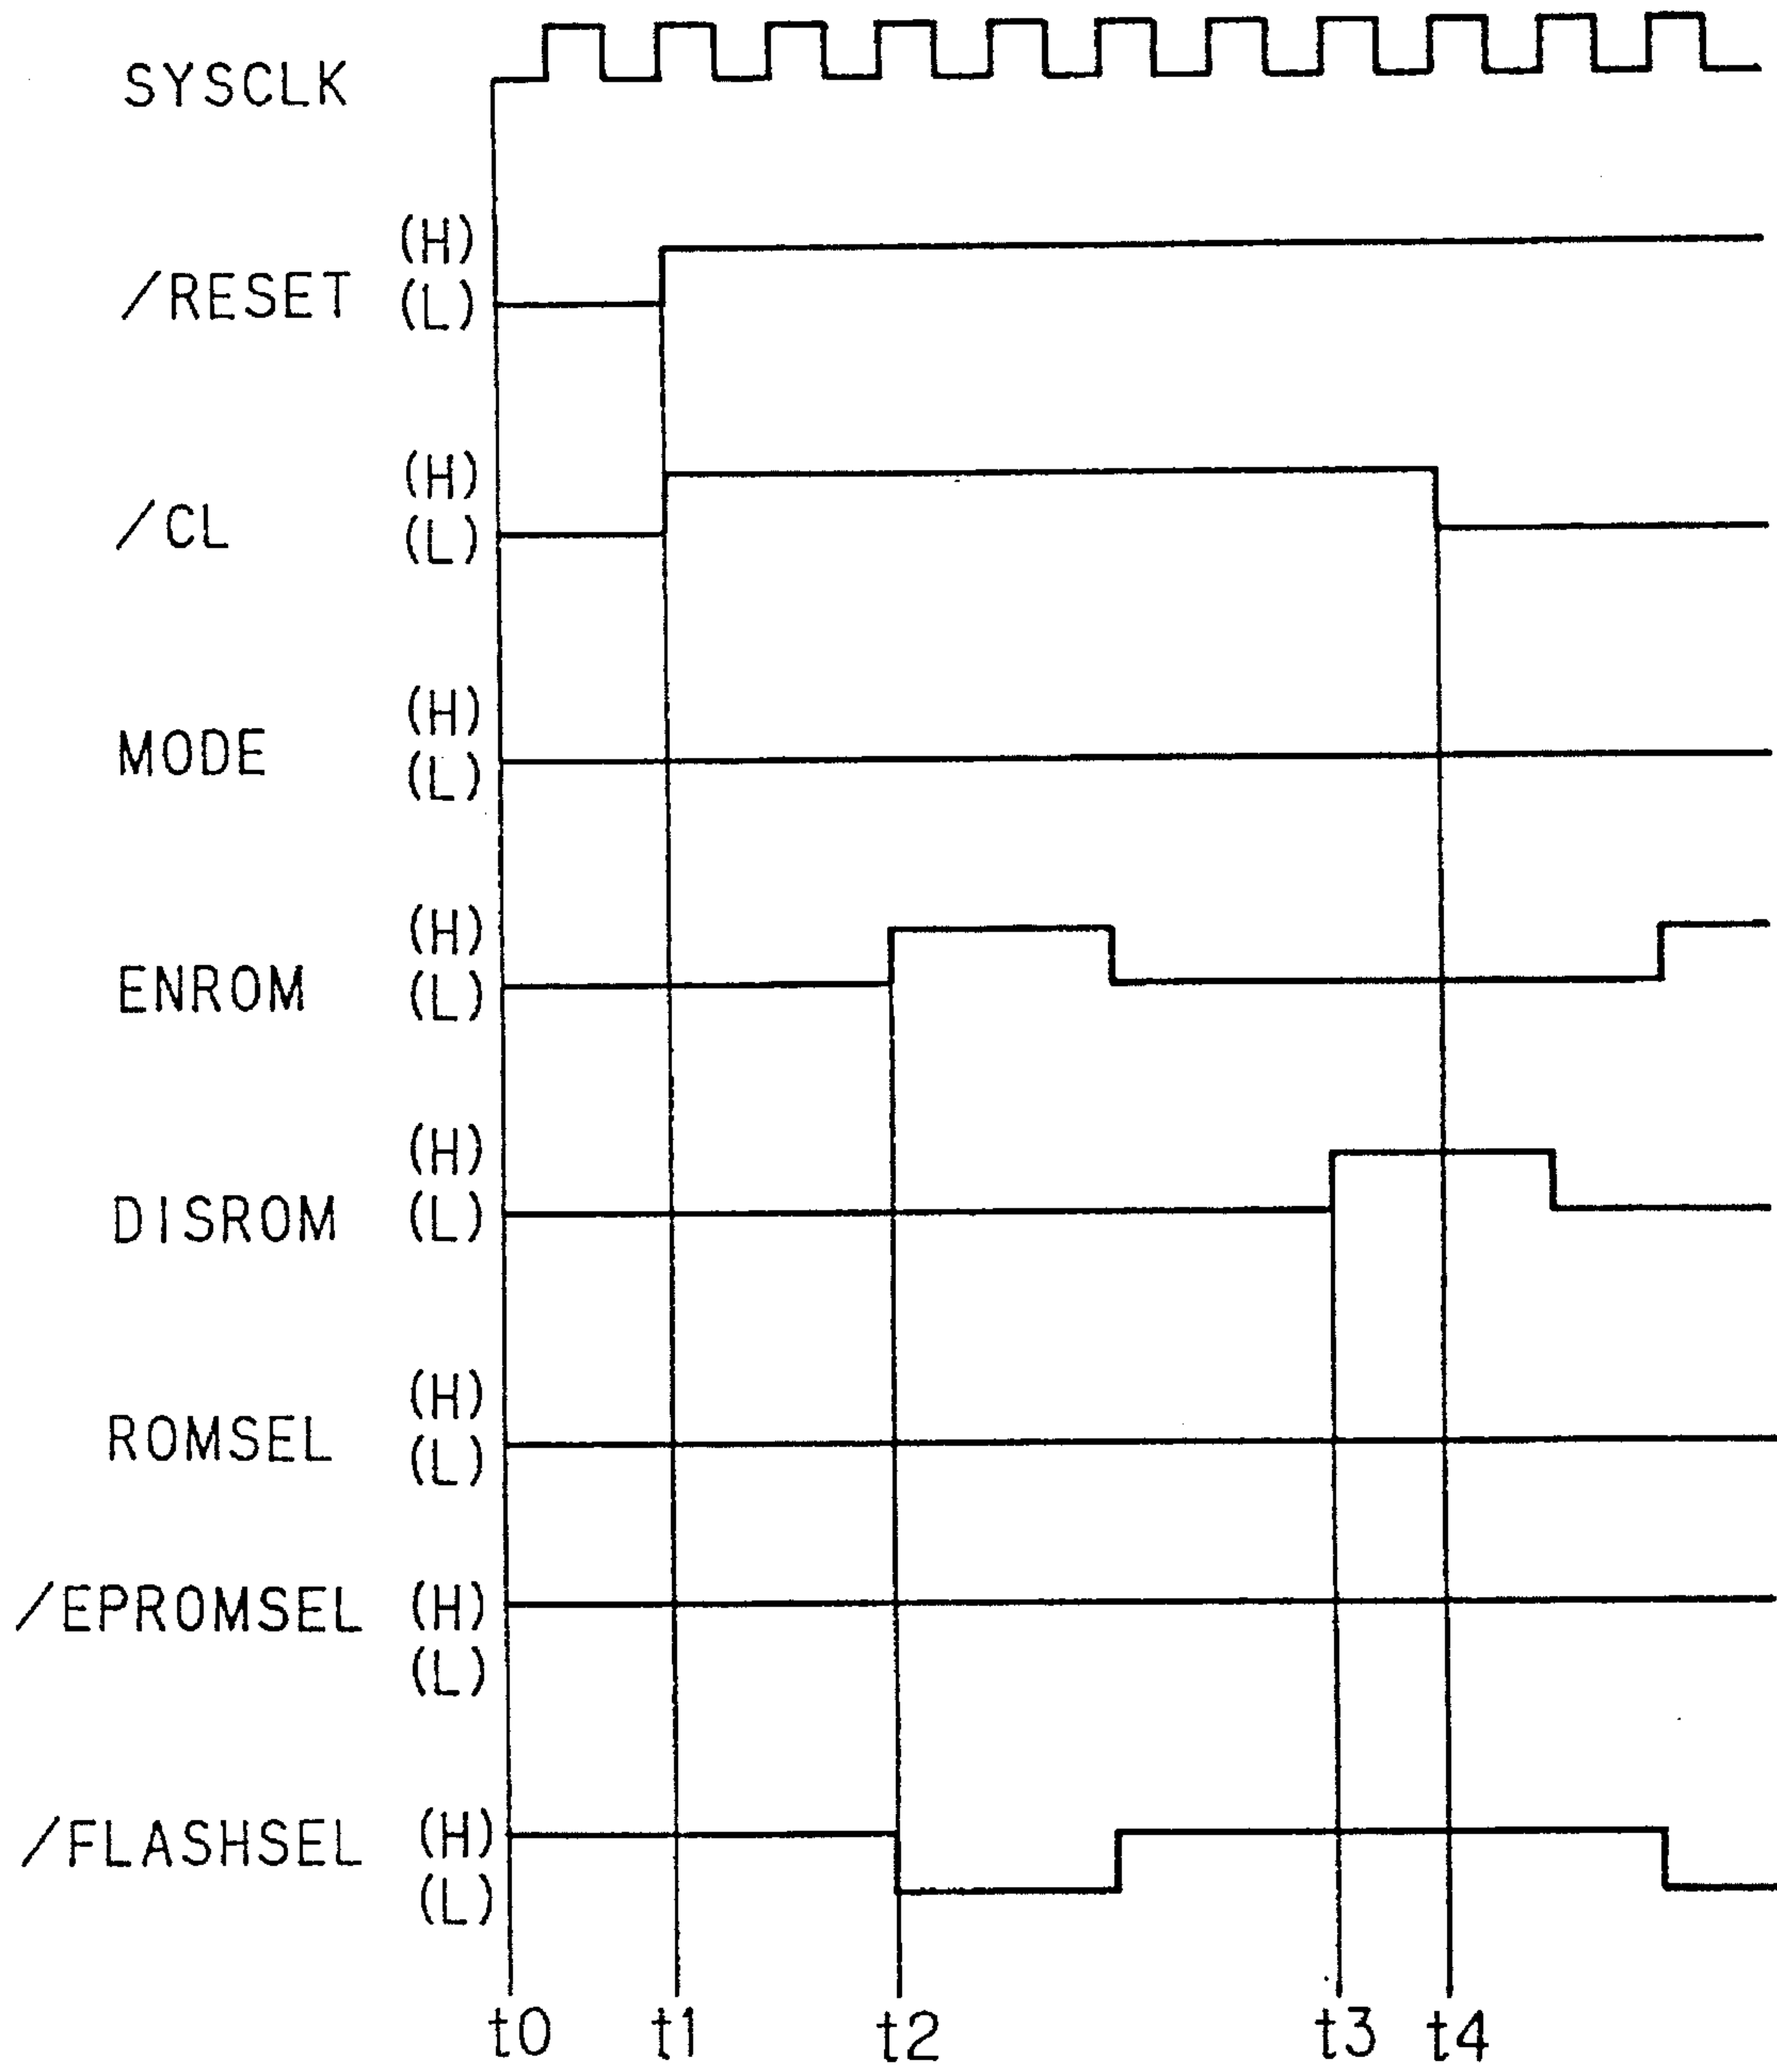 SYSCLK
/RESET (H)
(L)
/CL (H)
(L)
MODE (H)
(L)
ENROM (H)
(L)
DISROM (H)
(L)
ROMSEL (H)
(L)
/EPROMSEL (H)
(L)
/FLASHSEL (H)
(L)
t0 t1 t2 t3 t4